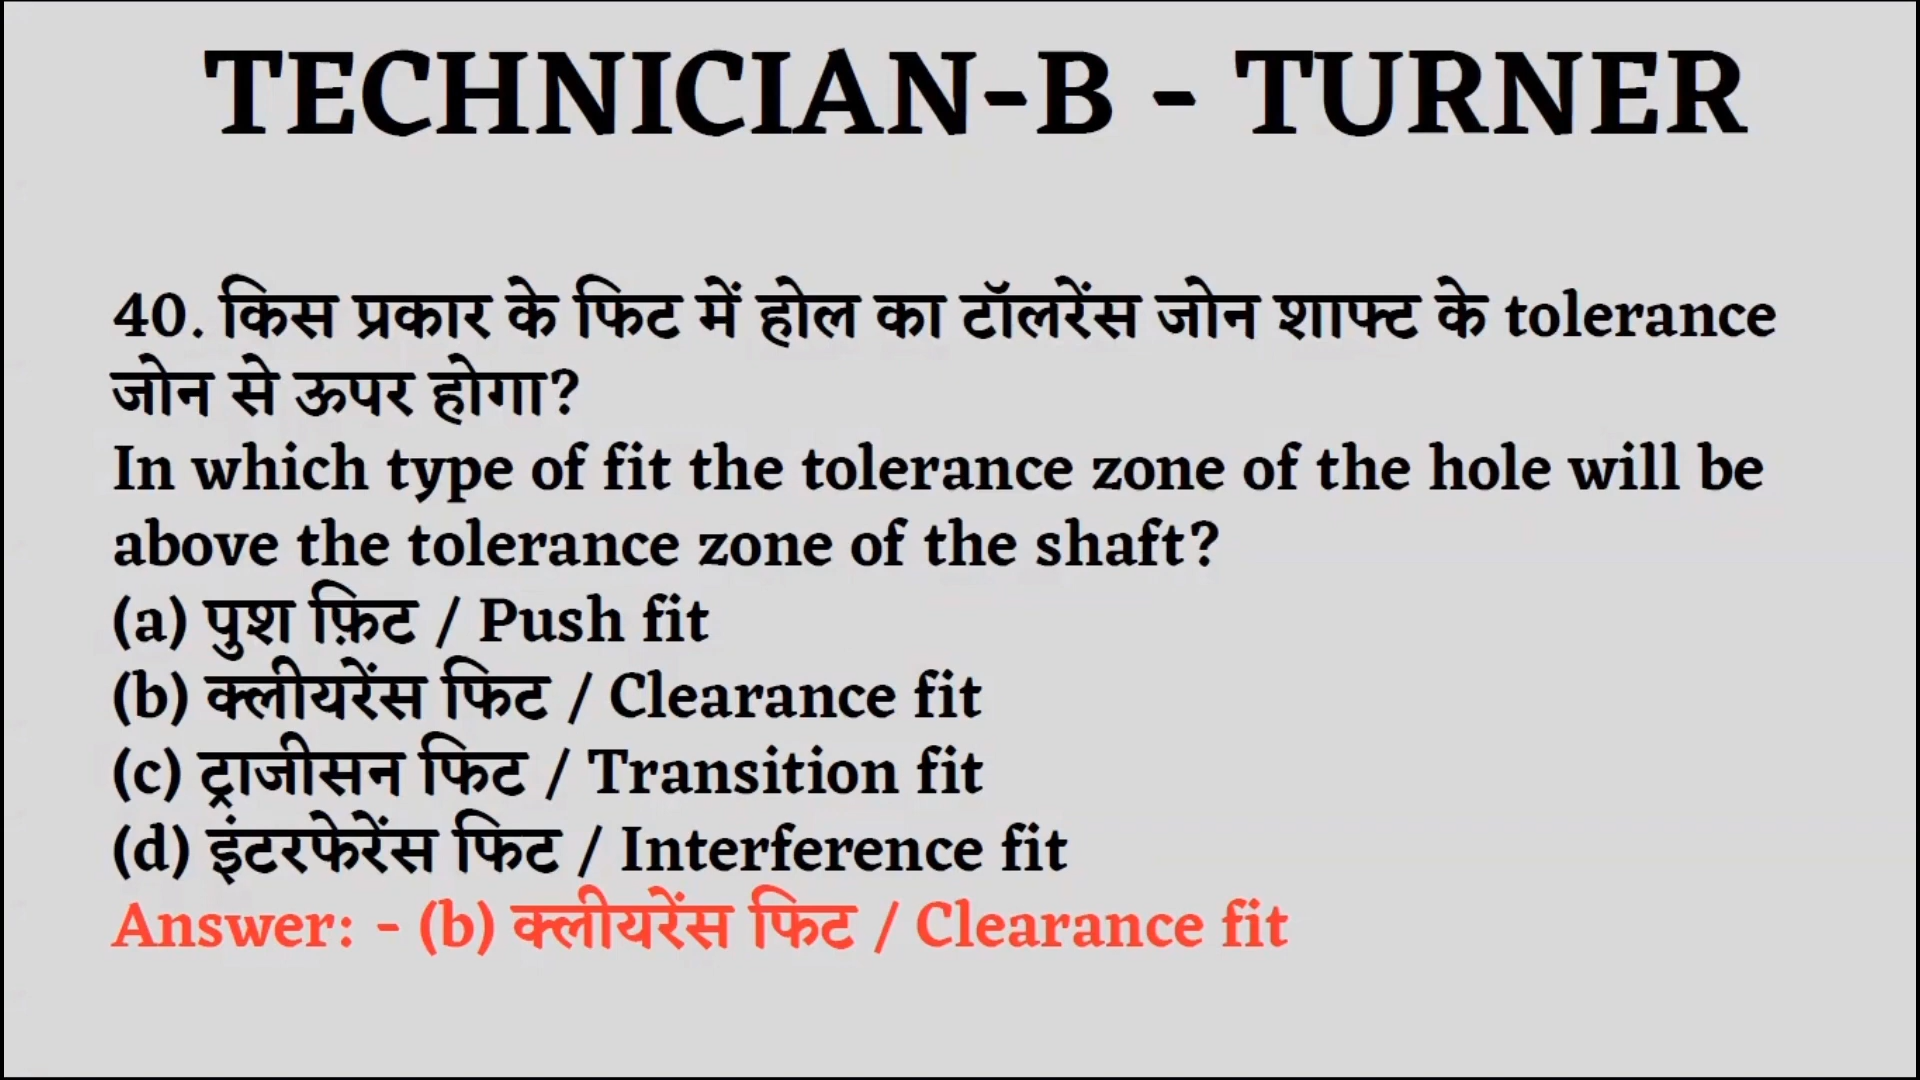 TECHNICIAN-B - TURNER
40. किस प्रकार के फिट में होल का टॉलरेंस जोन शाफ्ट के tolerance
जोन से ऊपर होगा?
In which type of fit the tolerance zone of the hole will be
above the tolerance zone of the shaft?
(a) पुश फ़िट / Push fit
(b) क्लीयरेंस फिट / Clearance fit
(c) ट्राजीसन फिट / Transition fit
(d) इंटरफेरेंस फिट / Interference fit
Answer: - (b) क्लीयरेंस फिट / Clearance fit